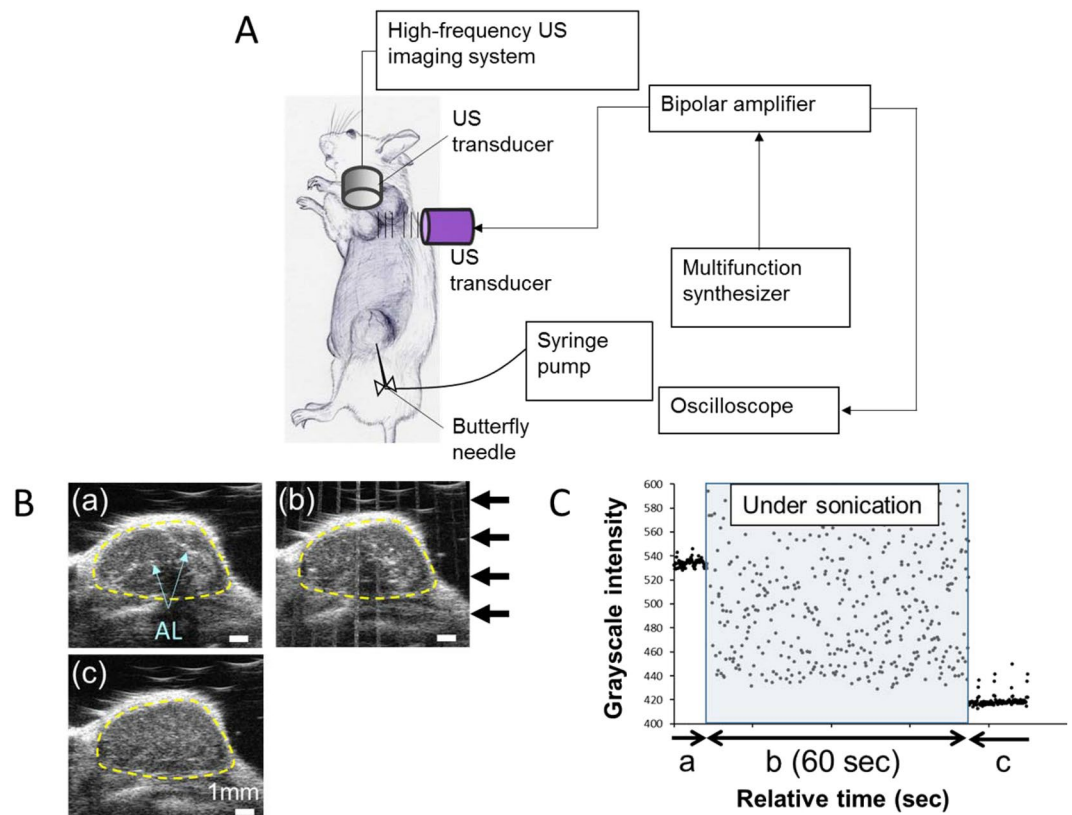 A
High-frequency US
imaging system
US
transducer
Bipolar amplifier
US
transducer
Multifunction
synthesizer
Syringe
pump
Oscilloscope
Butterfly
needle
B
(a)
AL
(b)
(c)
1mm
C
Under sonication
Grayscale intensity
600
580
560
540
520
500
480
460
440
420
400
a
b (60 sec)
c
Relative time (sec)